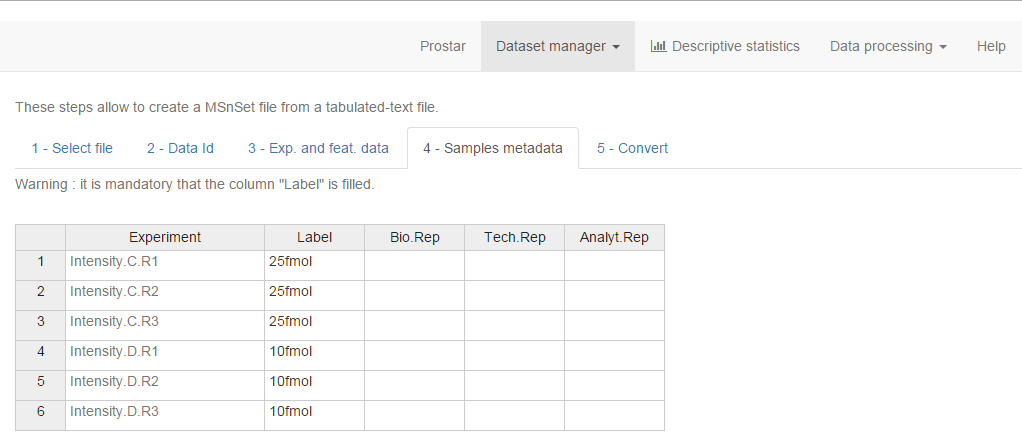 Prostar Dataset manager Descriptive statistics Data processing Help
These steps allow to create a MSnSet file from a tabulated-text file.
1 - Select file 2 - Data Id 3 - Exp. and feat. data 4 - Samples metadata 5 - Convert
Warning : it is mandatory that the column "Label" is filled.
Experiment Label Bio.Rep Tech.Rep Analyt.Rep
1 Intensity.C.R1 25fmol
2 Intensity.C.R2 25fmol
3 Intensity.C.R3 25fmol
4 Intensity.D.R1 10fmol
5 Intensity.D.R2 10fmol
6 Intensity.D.R3 10fmol